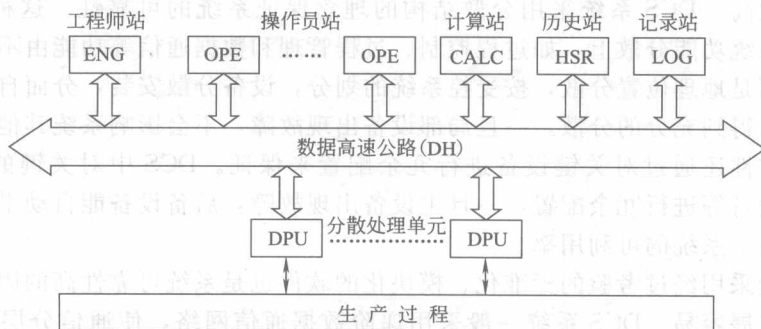 工程师站 操作员站 计算站 历史站 记录站
ENG OPE …… OPE CALC HSR LOG
数据高速公路(DH)
DPU 分散处理单元 DPU
生产过程